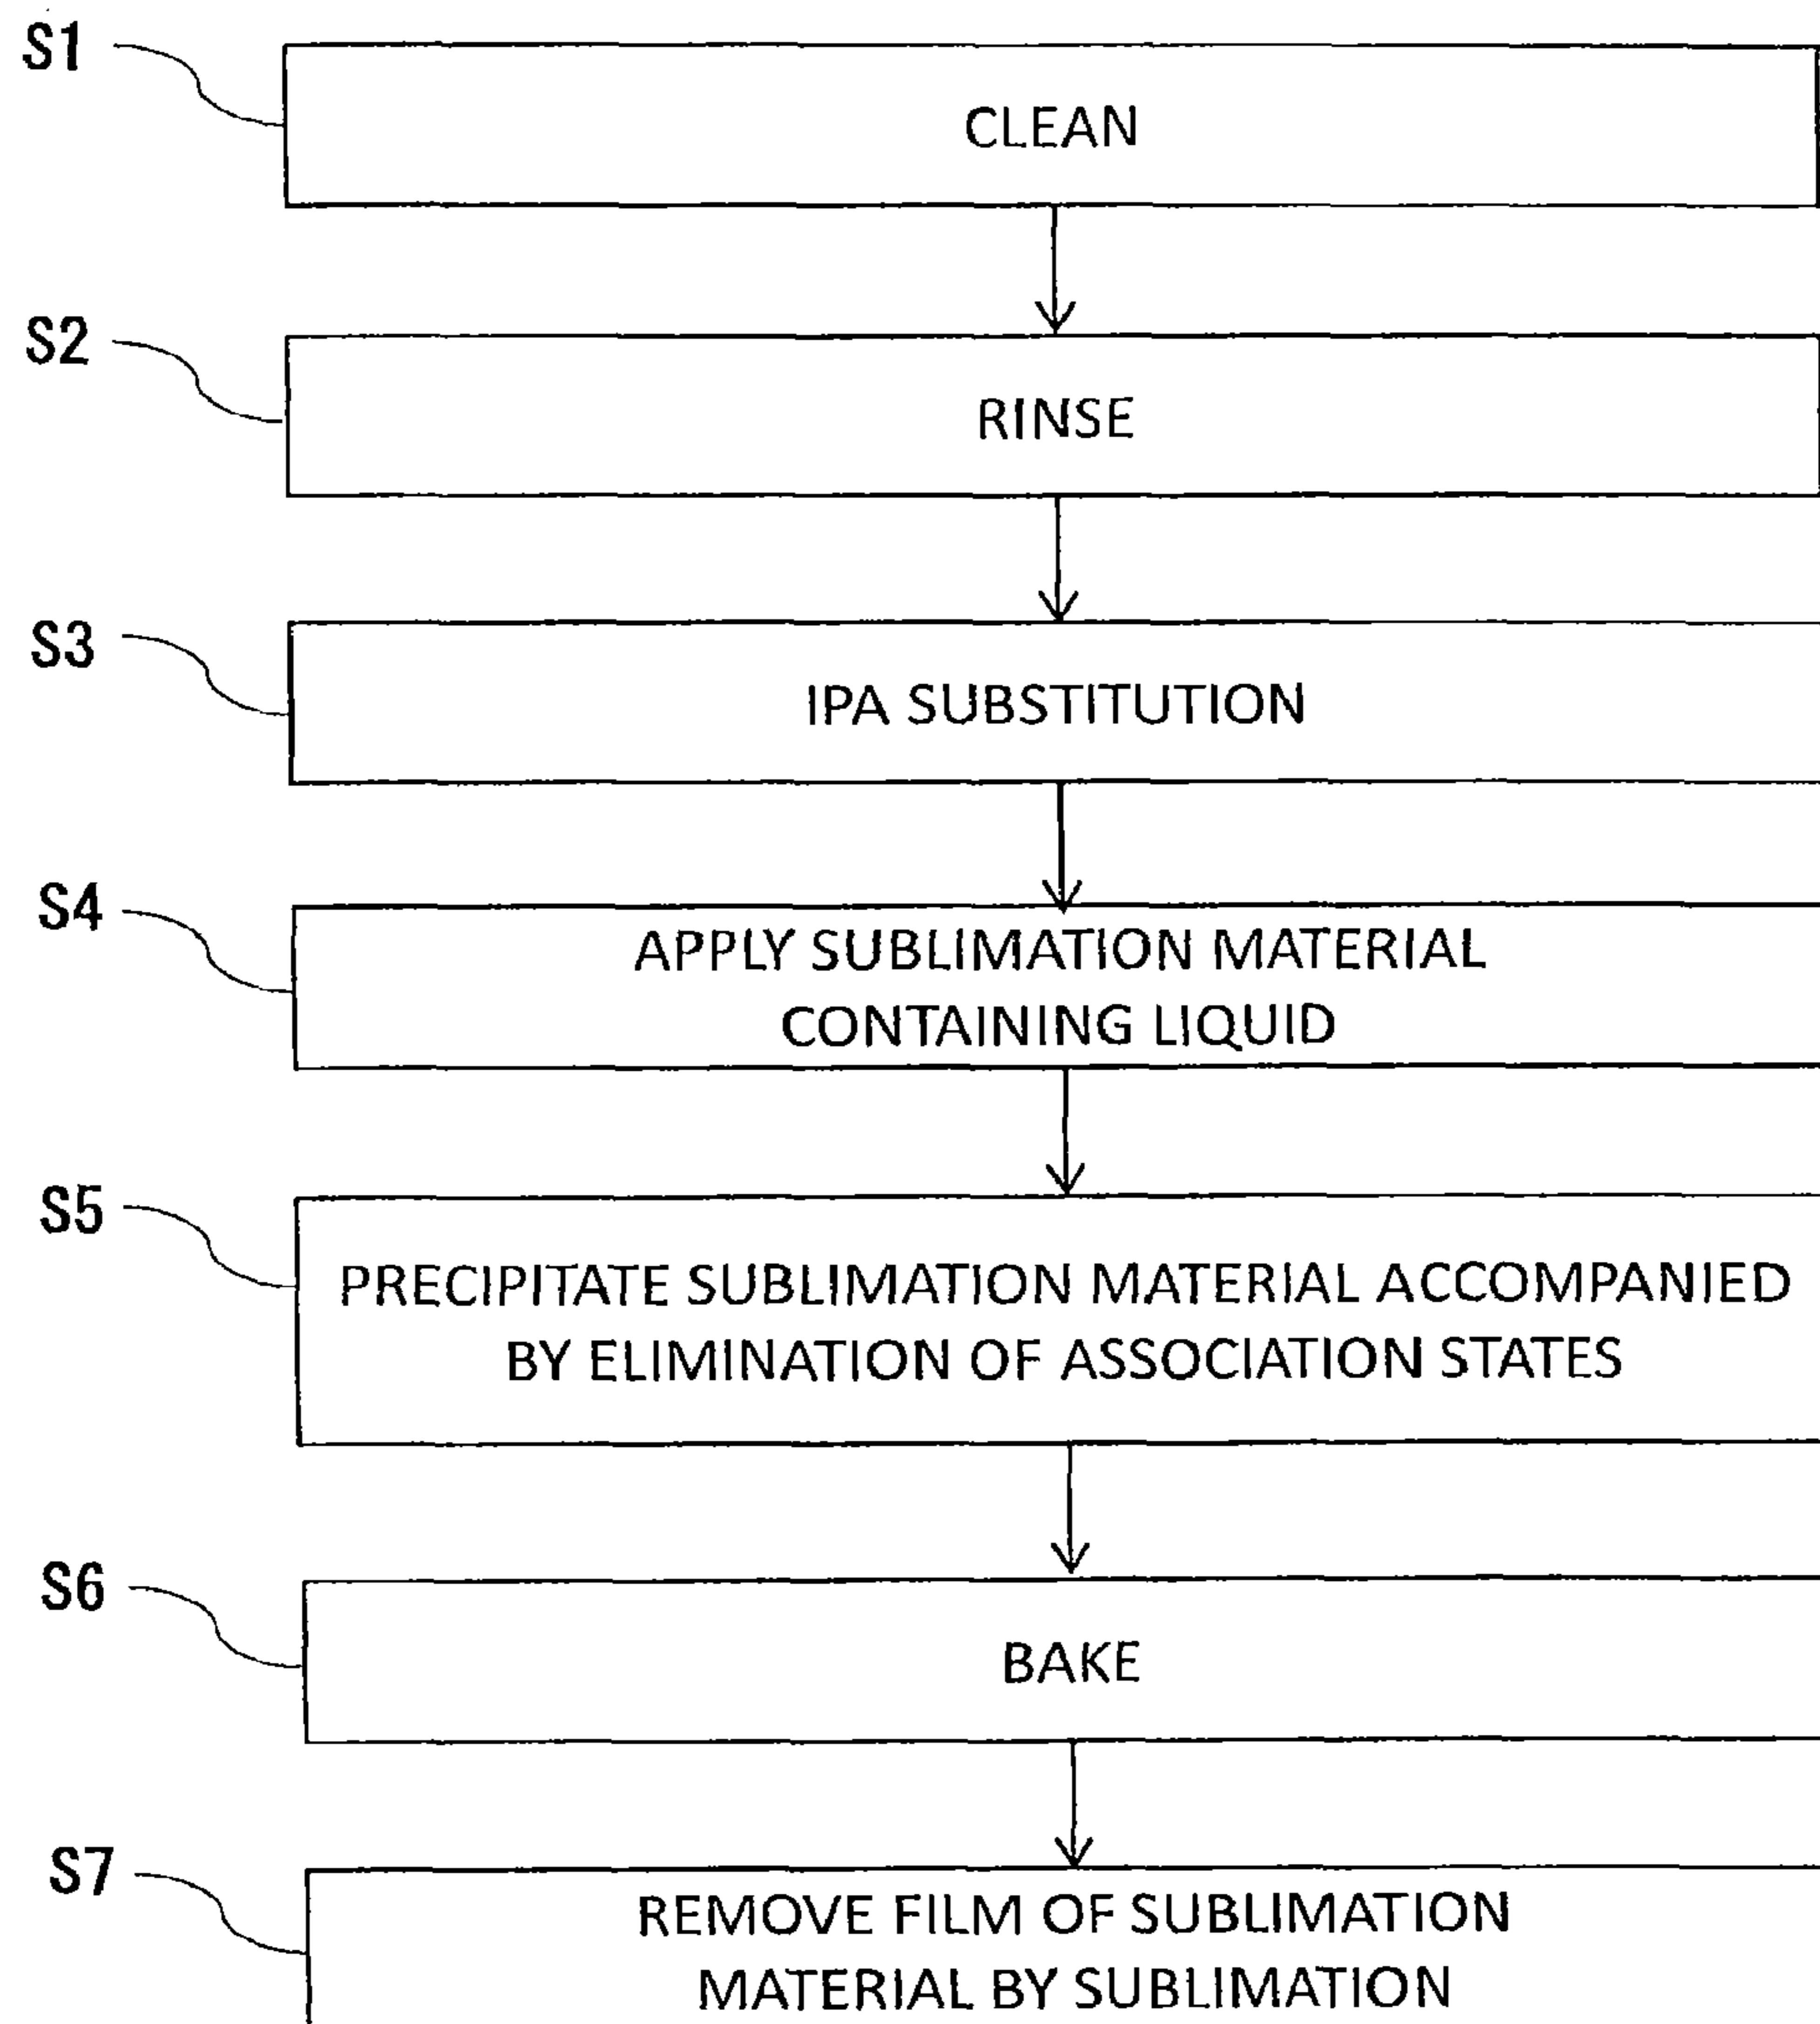 S1
CLEAN
S2
RINSE
S3
IPA SUBSTITUTION
S4
APPLY SUBLIMATION MATERIAL
CONTAINING LIQUID
S5
PRECIPITATE SUBLIMATION MATERIAL ACCOMPANIED
BY ELIMINATION OF ASSOCIATION STATES
S6
BAKE
S7
REMOVE FILM OF SUBLIMATION
MATERIAL BY SUBLIMATION